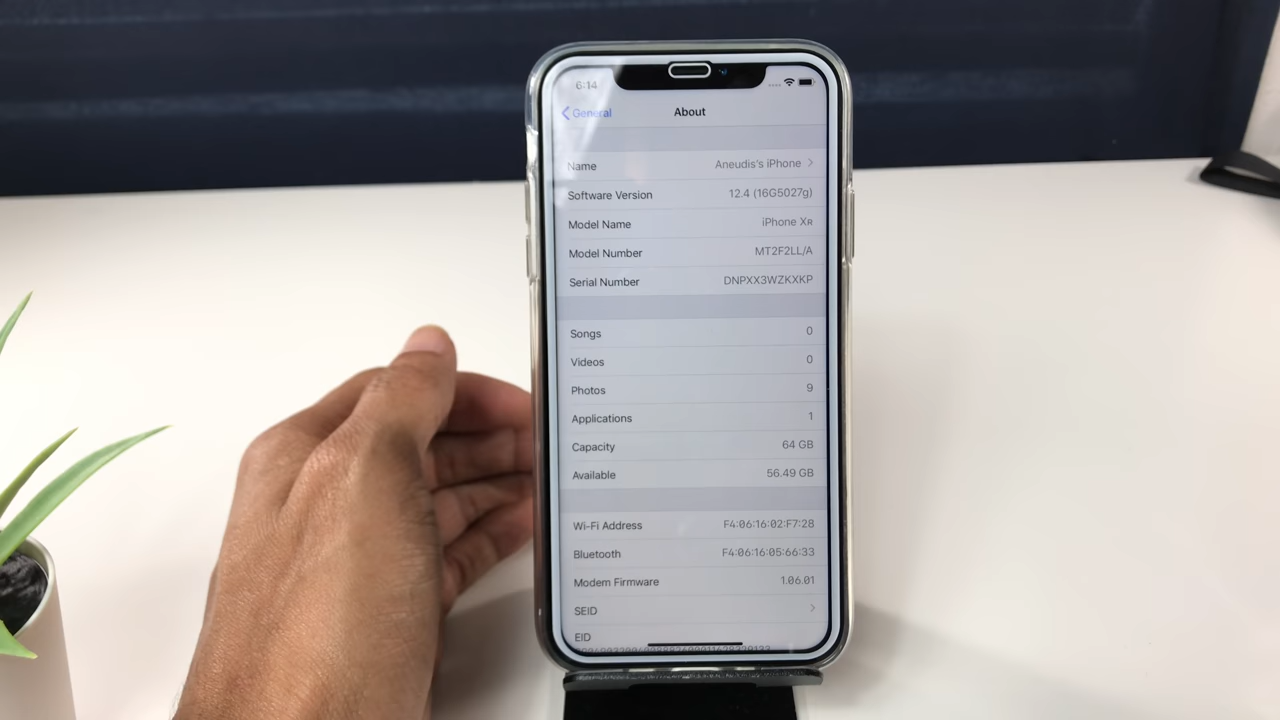 6:14
General
About
Name Aneudis's iPhone
Software Version 12.4 (16G5027g)
Model Name iPhone XR
Model Number MT2F2LL/A
Serial Number DNPXX3WZKXKP
Songs 0
Videos 0
Photos 9
Applications 1
Capacity 64 GB
Available 56.49 GB
Wi-Fi Address F4:06:16:02:F7:28
Bluetooth F4:06:16:05:66:33
Modem Firmware 1.06.01
SEID
EID